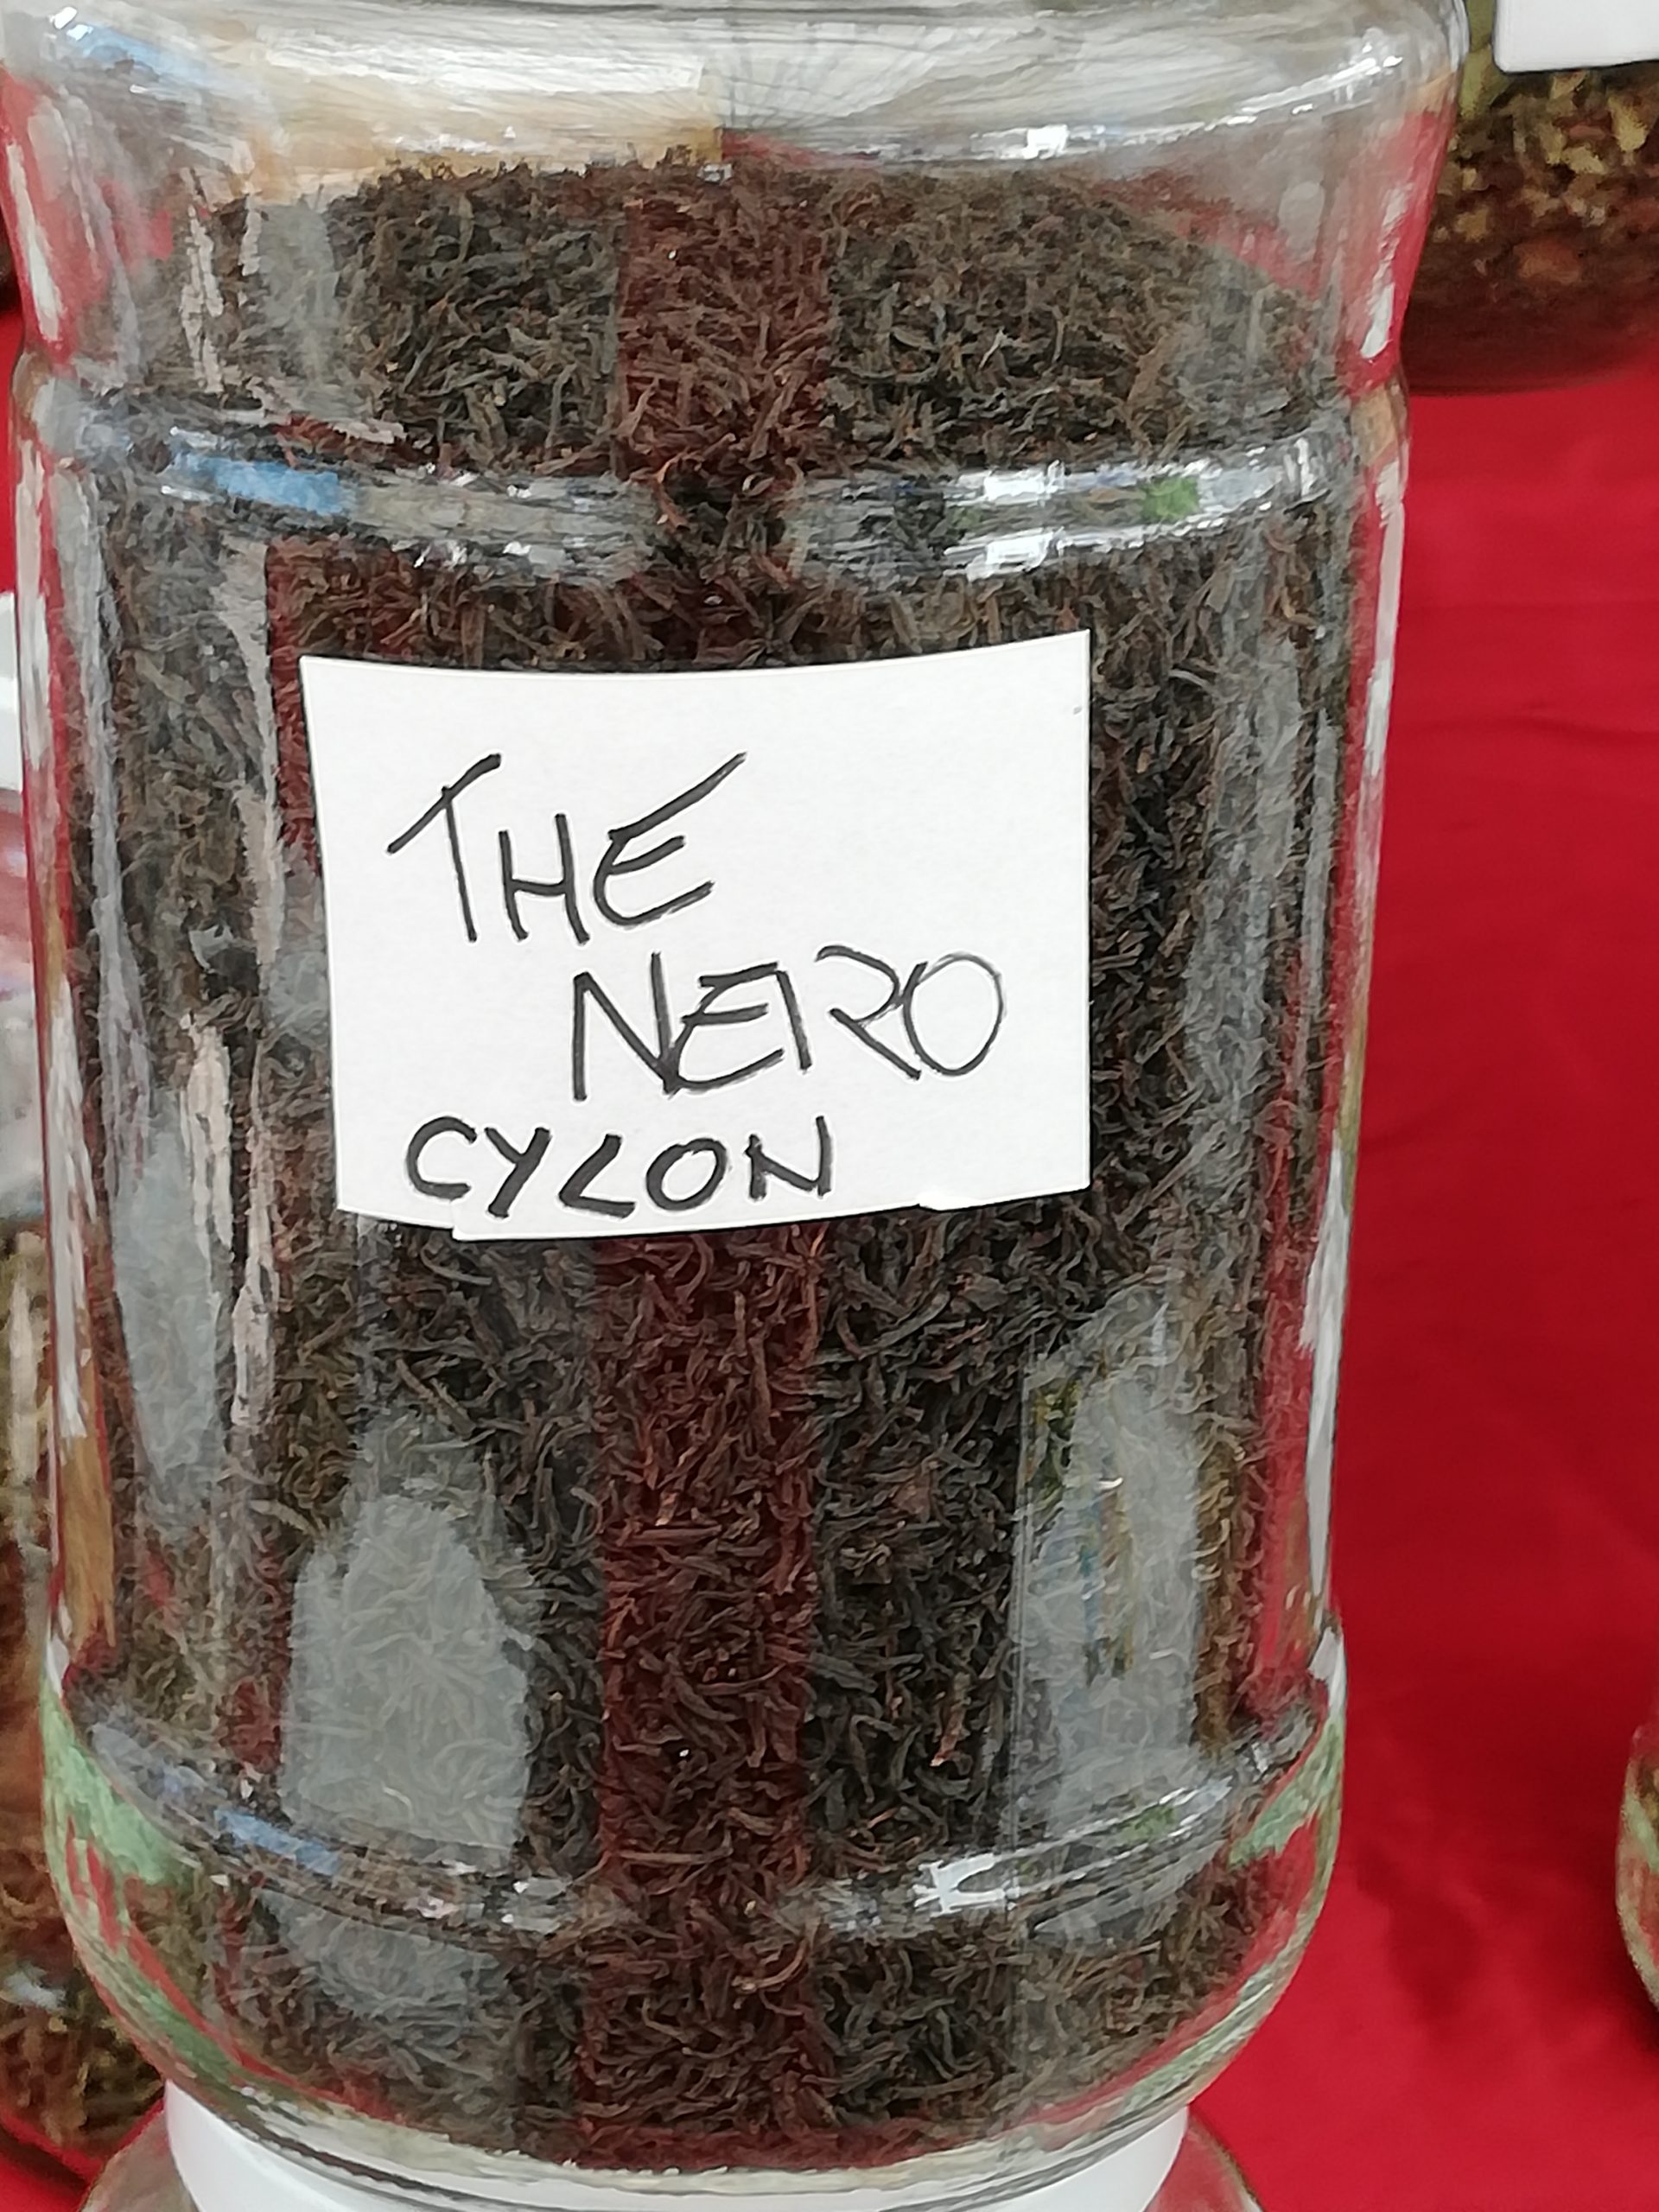 THE
NERO
CYLON